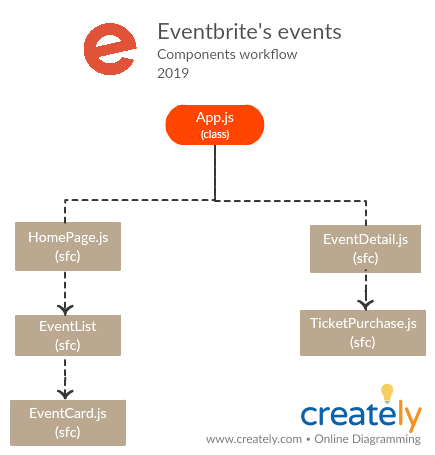 Eventbrite's events
Components workflow
2019
App.js
(class)
HomePage.js
(sfc)
EventDetail.js
(sfc)
EventList
(sfc)
TicketPurchase.js
(sfc)
EventCard.js
(sfc)
creately
www.creately.com • Online Diagramming